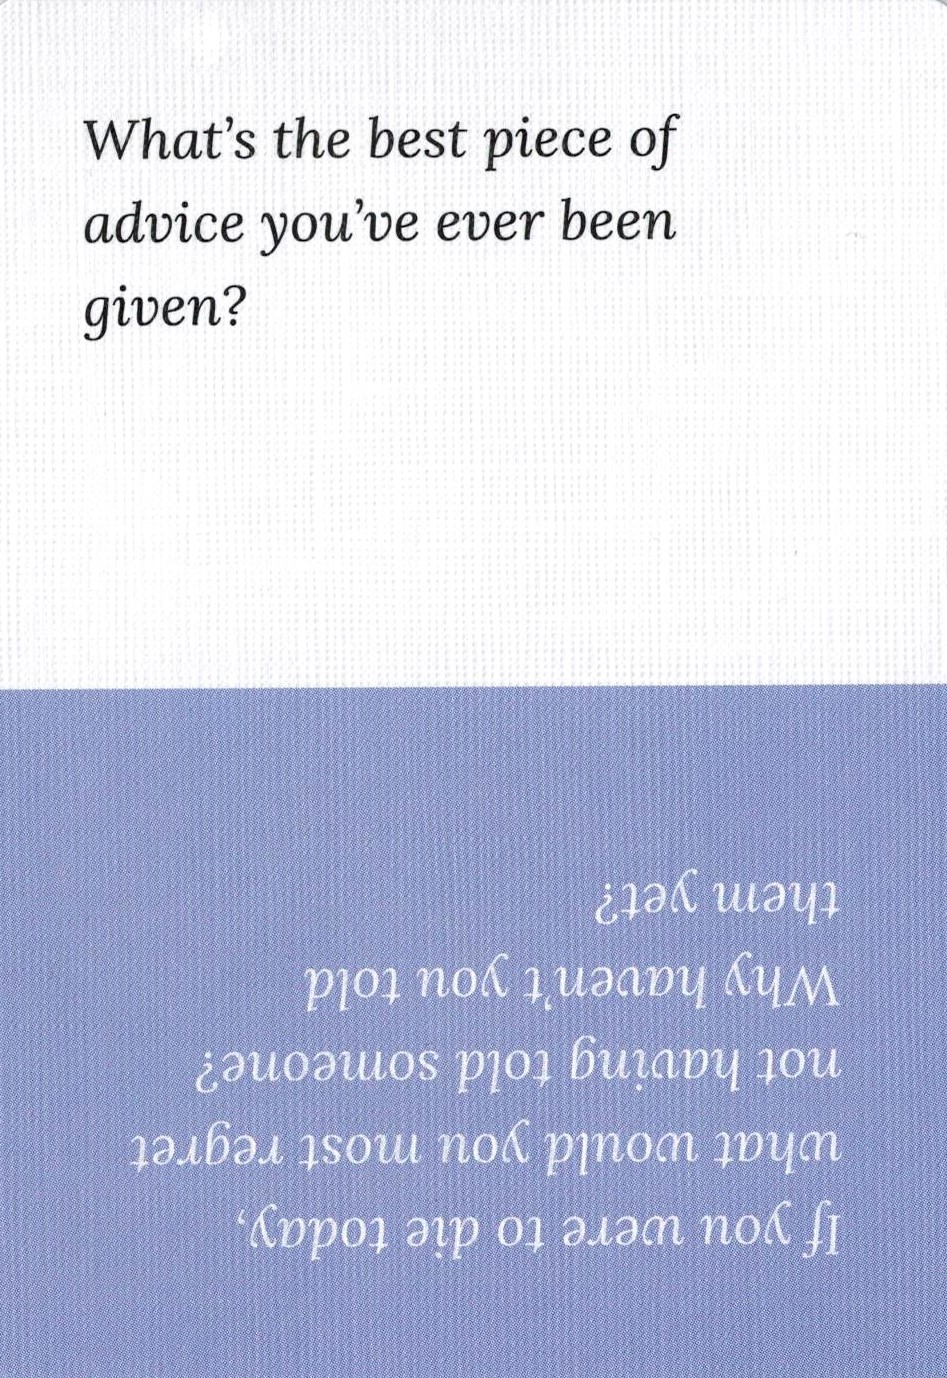 What's the best piece of
advice you've ever been
given?
If you were to die today,
what would you most regret
not having told someone?
Why haven't you told
them yet?